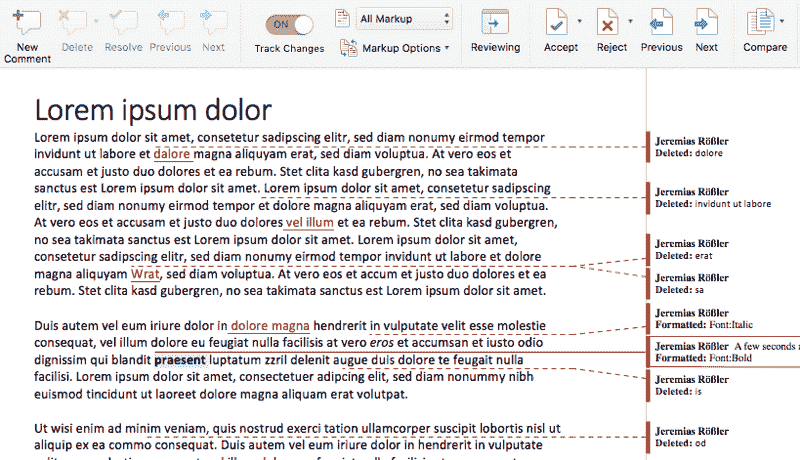 ON
All Markup
New Comment
Delete
Resolve
Previous
Next
Track Changes
Markup Options
Reviewing
Accept
Reject
Previous
Next
Compare
Lorem ipsum dolor
Lorem ipsum dolor sit amet, consetetur sadipscing elitr, sed diam nonumy eirmod tempor
invidunt ut labore et dalore magna aliquyam erat, sed diam voluptua. At vero eos et
accusam et justo duo dolores et ea rebum. Stet clita kasd gubergren, no sea takimata
sanctus est Lorem ipsum dolor sit amet. Lorem ipsum dolor sit amet, consetetur sadipscing
elitr, sed diam nonumy eirmod tempor et dolore magna aliquyam erat, sed diam voluptua.
At vero eos et accusam et justo duo dolores vel illum et ea rebum. Stet clita kasd gubergren,
no sea takimata sanctus est Lorem ipsum dolor sit amet. Lorem ipsum dolor sit amet,
consetetur sadipscing elitr, sed diam nonumy eirmod tempor invidunt ut labore et dolore
magna aliquyam Wrat, sed diam voluptua. At vero eos et accum et justo duo dolores et ea
rebum. Stet clita kasd gubergren, no sea takimata sanctus est Lorem ipsum dolor sit amet.
Duis autem vel eum iriure dolor in dolore magna hendrerit in vulputate velit esse molestie
consequat, vel illum dolore eu feugiat nulla facilisis at vero eros et accumsan et iusto odio
dignissim qui blandit praesent luptatum zzril delenit augue duis dolore te feugait nulla
facilisi. Lorem ipsum dolor sit amet, consectetuer adipcing elit, sed diam nonummy nibh
euismod tincidunt ut laoreet dolore magna aliquam erat volutpat.
Ut wisi enim ad minim veniam, quis nostrud exerci tation ullamcorper suscipit lobortis nisl ut
aliquip ex ea commo consequat. Duis autem vel eum iriure dolor in hendrerit in vulputate
Jeremias Rößler
Deleted: dolore
Jeremias Rößler
Deleted: invidunt ut labore
Jeremias Rößler
Deleted: erat
Jeremias Rößler
Deleted: sa
Jeremias Rößler
Formatted: Font:Italic
Jeremias Rößler A few seconds
Formatted: Font:Bold
Jeremias Rößler
Deleted: is
Jeremias Rößler
Deleted: od